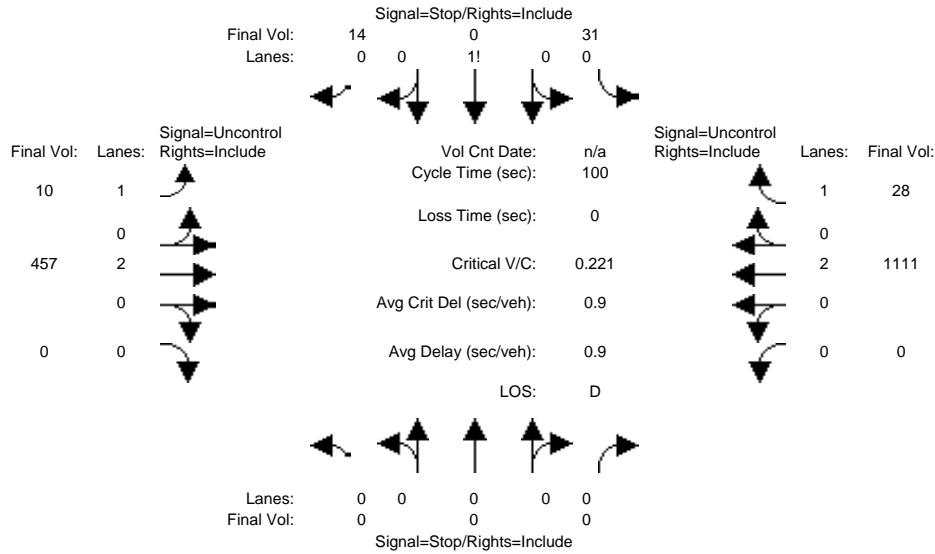 Signal=Stop/Rights=Include
Final Vol: 14 0 31
Lanes: 0 0 1! 0 0
Signal=Uncontrol
Final Vol: Lanes: Rights=Include
Vol Cnt Date: n/a
Signal=Uncontrol
Rights=Include Lanes: Final Vol:
Cycle Time (sec): 100
10 1
1 28
Loss Time (sec): 0
0
0
457 2
Critical V/C: 0.221
2 1111
0
Avg Crit Del (sec/veh): 0.9
0
0 0
Avg Delay (sec/veh): 0.9
0 0
LOS: D
Lanes: 0 0 0 0 0
Final Vol: 0 0 0
Signal=Stop/Rights=Include